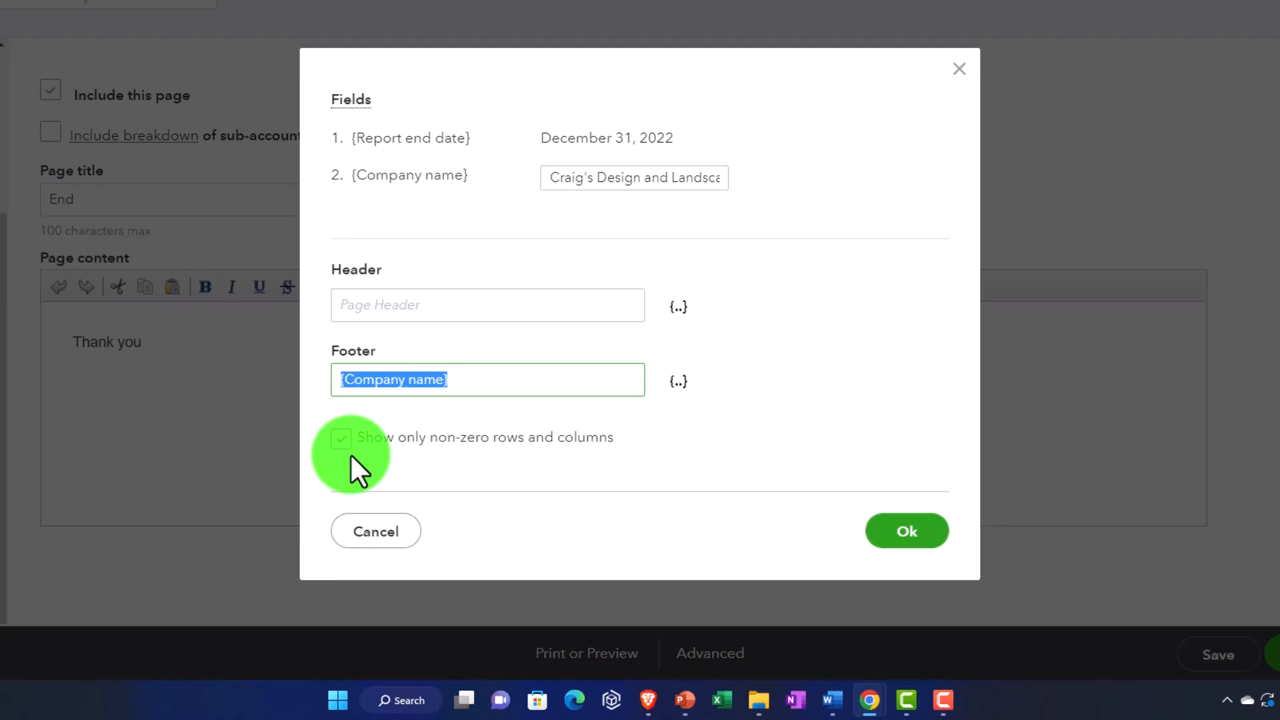 Include this page
Include breakdown of sub-account
Page title
End
100 characters max
Page content
B I U S
Thank you
Fields
1. {Report end date} December 31, 2022
2. {Company name} Craig's Design and Landsca
Header
Page Header {..}
Footer
{Company name} {..}
Show only non-zero rows and columns
Cancel Ok
Print or Preview Advanced Save
Search